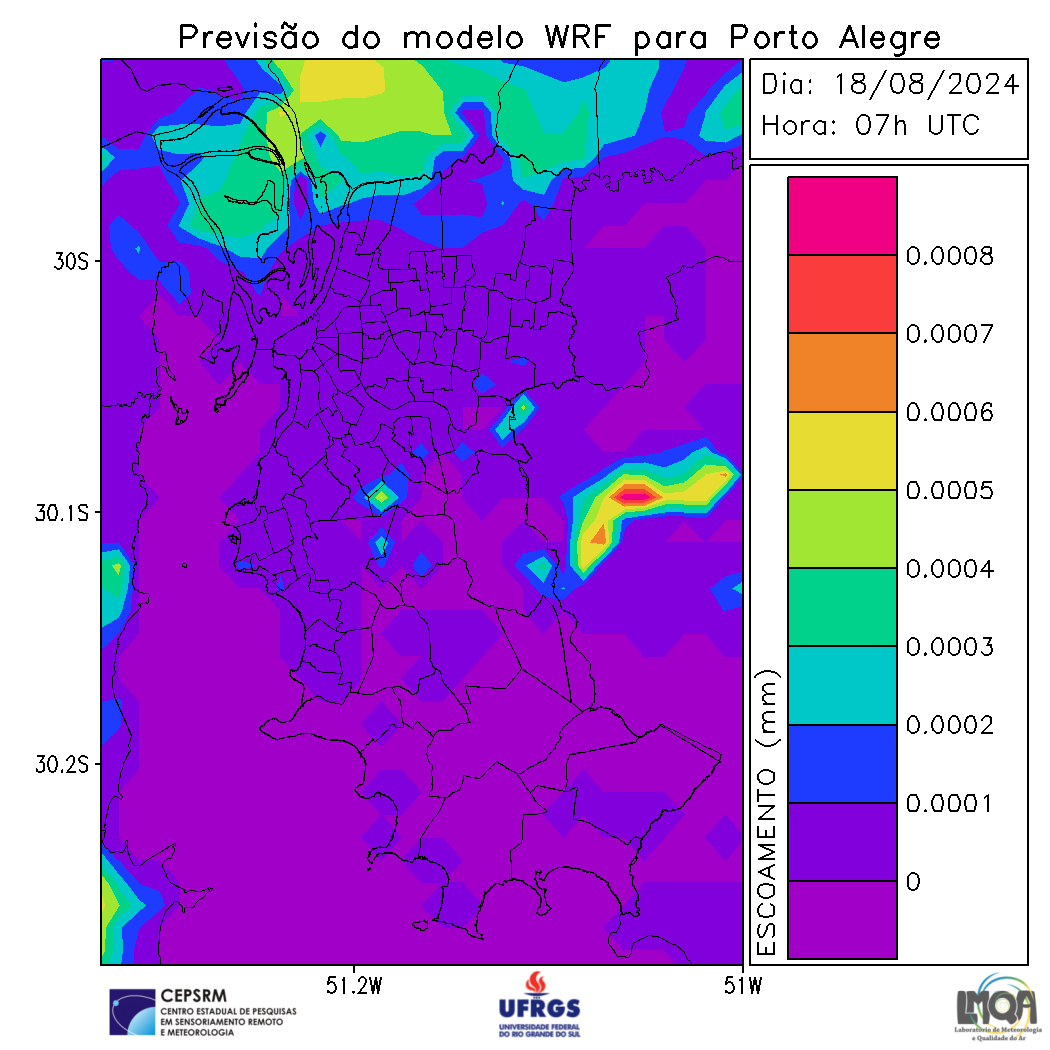 Previsão do modelo WRF para Porto Alegre
Dia: 18/08/2024
Hora: 07h UTC
0.0008
0.0007
0.0006
0.0005
0.0004
0.0003
0.0002
0.0001
0
ESCOAMENTO (mm)
30S
30.1S
30.2S
51.2W
51W
CEPSRM
CENTRO ESTADUAL DE PESQUISAS
EM SENSORIAMENTO REMOTO
E METEOROLOGIA
UFRGS
UNIVERSIDADE FEDERAL
DO RIO GRANDE DO SUL
LMQA
Laboratório de Meteorologia
e Qualidade do Ar